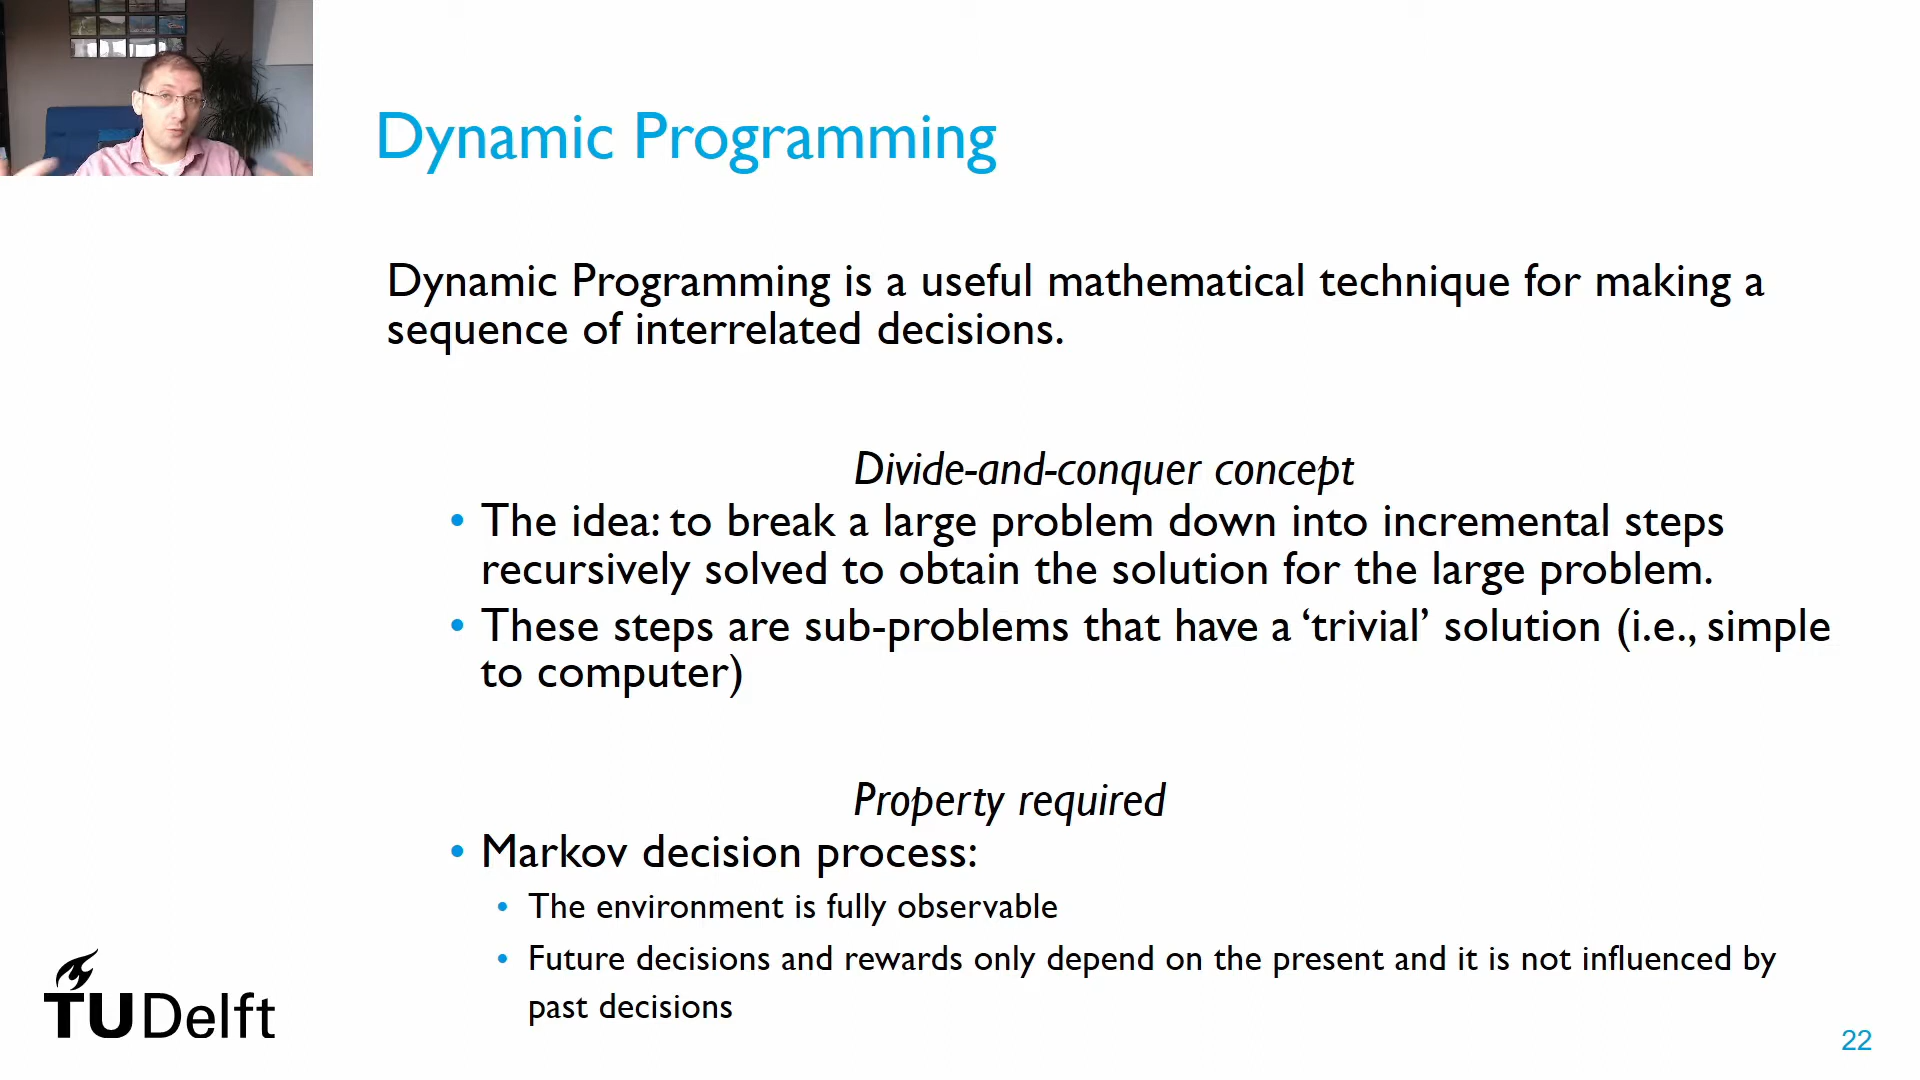 Dynamic Programming
Dynamic Programming is a useful mathematical technique for making a
sequence of interrelated decisions.
Divide-and-conquer concept
• The idea: to break a large problem down into incremental steps
recursively solved to obtain the solution for the large problem.
• These steps are sub-problems that have a ‘trivial’ solution (i.e., simple
to computer)
Property required
• Markov decision process:
• The environment is fully observable
• Future decisions and rewards only depend on the present and it is not influenced by
past decisions
TUDelft
22